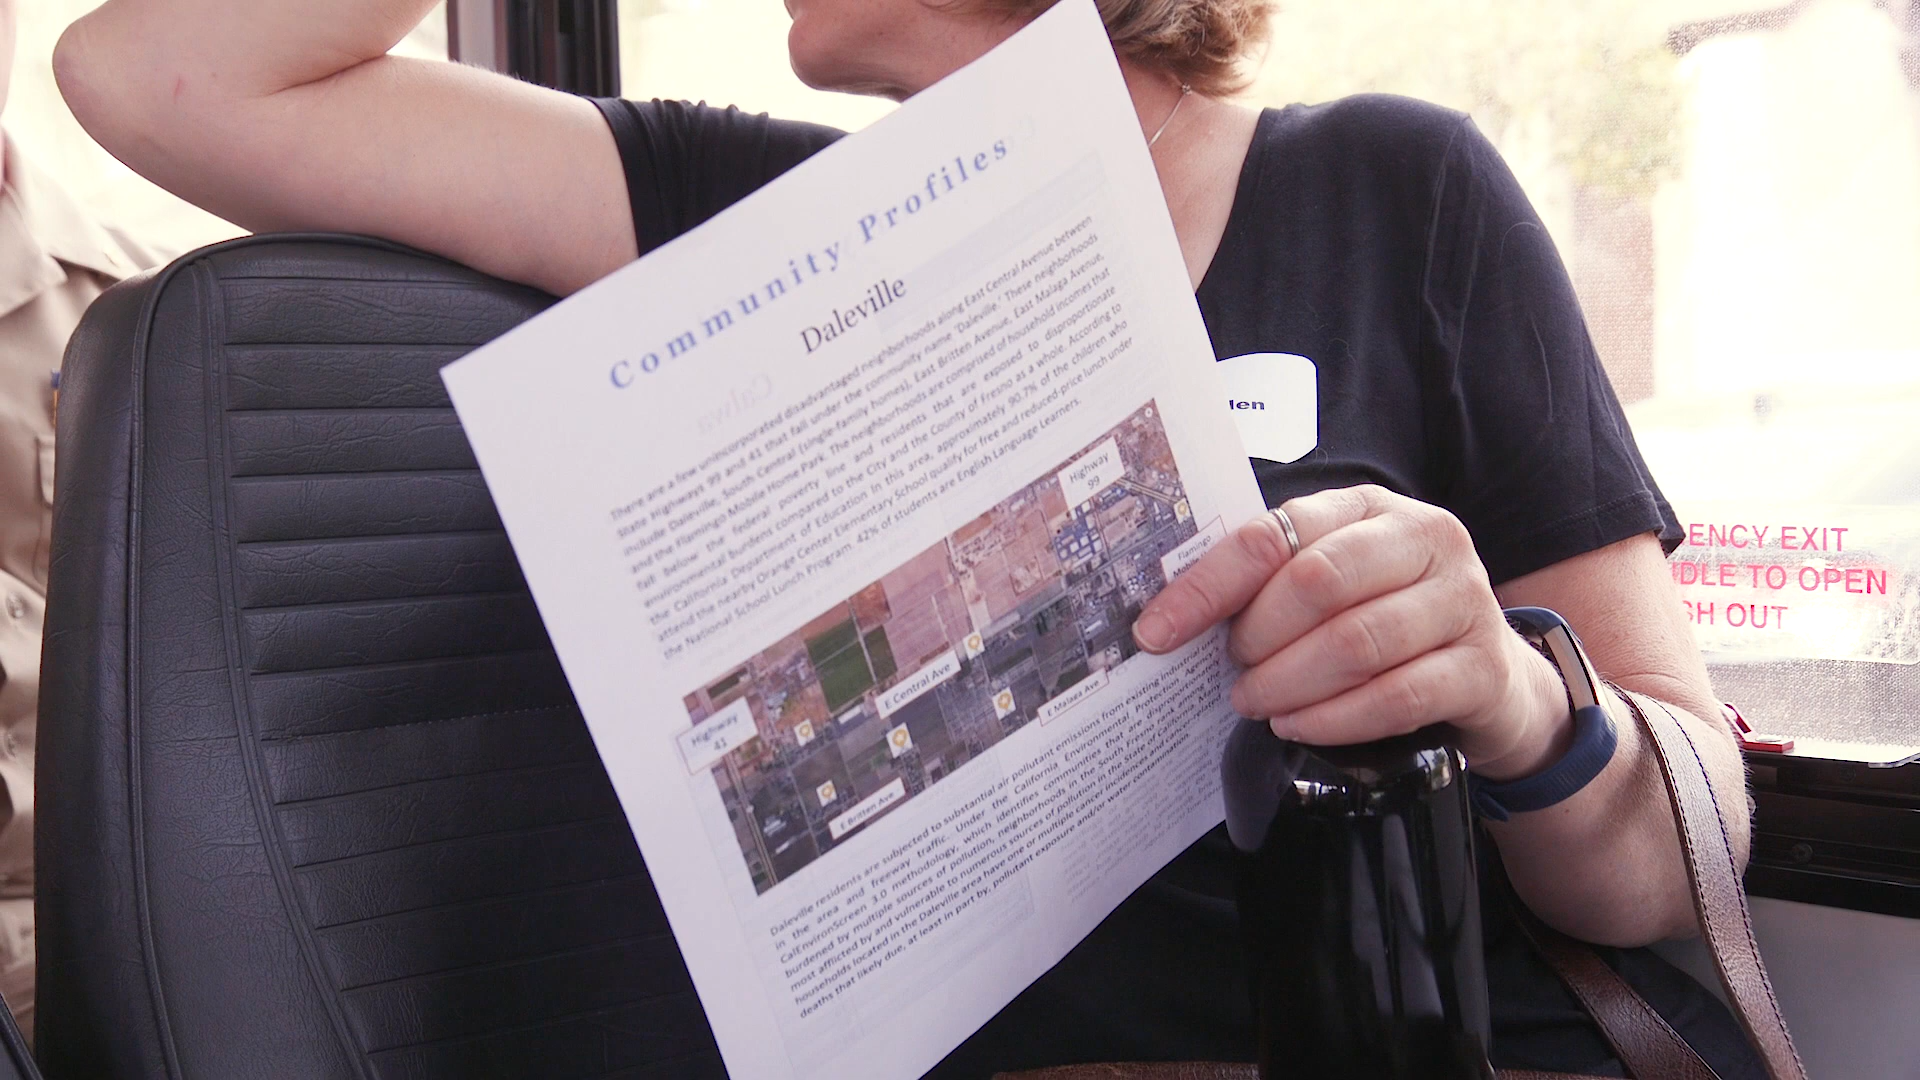 Community Profiles
Daleville
There are a few unincorporated disadvantaged neighborhoods along East Central Avenue between
State Highways 99 and 41 that fall under the community name "Daleville." These neighborhoods
include Daleville, South Central (single-family homes), East Britten Avenue, East Malaga Avenue,
and the Flamingo Mobile Home Park. The neighborhoods are comprised of household incomes that
fall below the federal poverty line and residents that are exposed to disproportionate
environmental burdens compared to the City and the County of Fresno as a whole. According to
the California Department of Education in this area, approximately 90.7% of the children who
attend the nearby Orange Center Elementary School qualify for free and reduced-price lunch under
the National School Lunch Program. 42% of students are English Language Learners.
Highway
99
Flamingo
Mobile
E Central Ave
E Malaga Ave
Highway
41
E Britten Ave
Daleville residents are subjected to substantial air pollutant emissions from existing industrial uses
in the area and freeway traffic. Under the California Environmental Protection Agency's
CalEnviroScreen 3.0 methodology, which identifies communities that are disproportionately
burdened by multiple sources of pollution, neighborhoods in the South Fresno area rank among the
most afflicted by and vulnerable to numerous sources of pollution in the State of California. Many
households located in the Daleville area have one or multiple cancer incidences and cancer-related
deaths that likely due, at least in part by, pollutant exposure and/or water contamination.
Calwa
len
ENCY EXIT
DLE TO OPEN
SH OUT